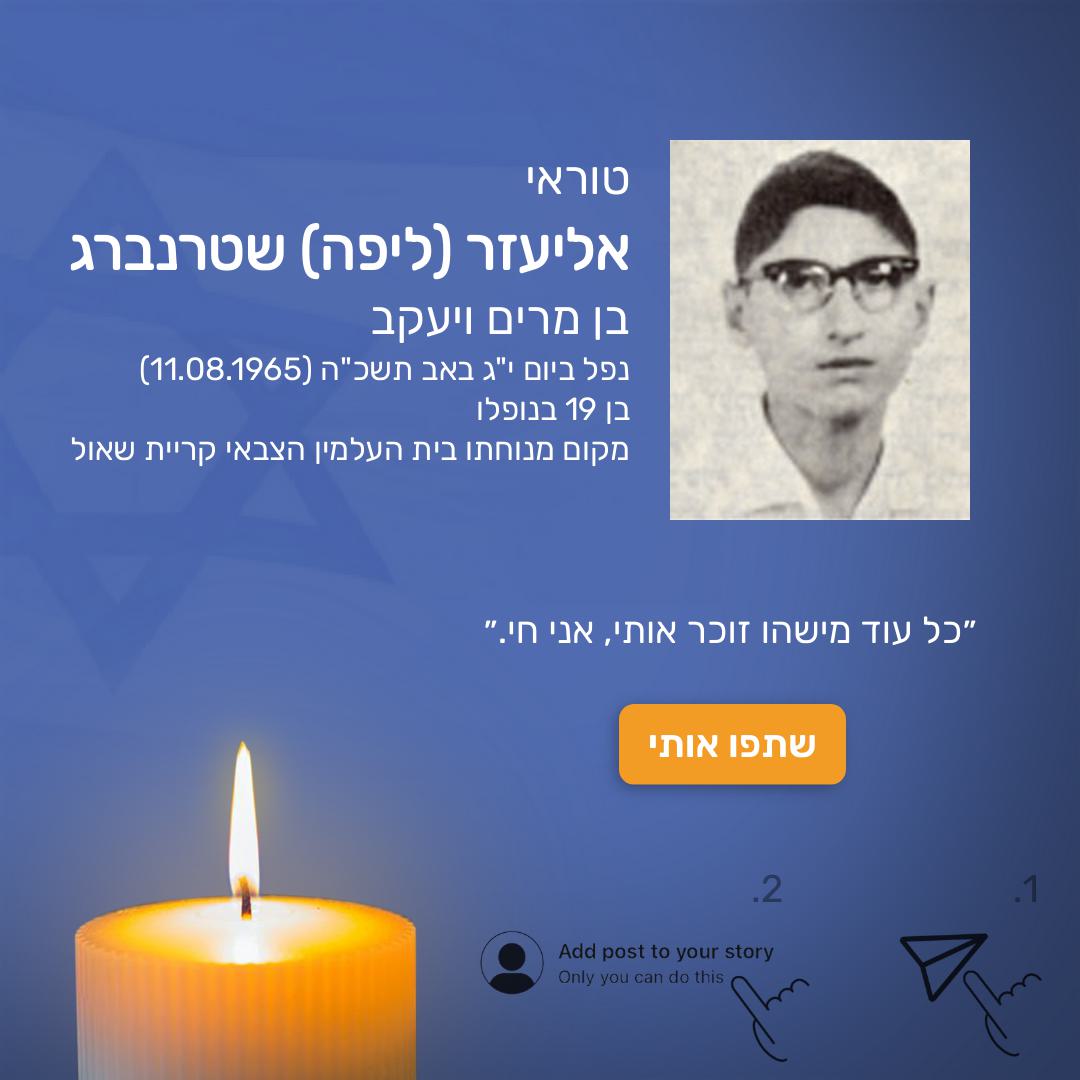 טוראי
אליעזר (ליפה) שטרנברג
בן מרים ויעקב
נפל ביום י"ג באב תשכ"ה (11.08.1965)
בן 19 בנופלו
מקום מנוחתו בית העלמין הצבאי קריית שאול
״כל עוד מישהו זוכר אותי, אני חי.״
שתפו אותי
1.
2.
Add post to your story
Only you can do this